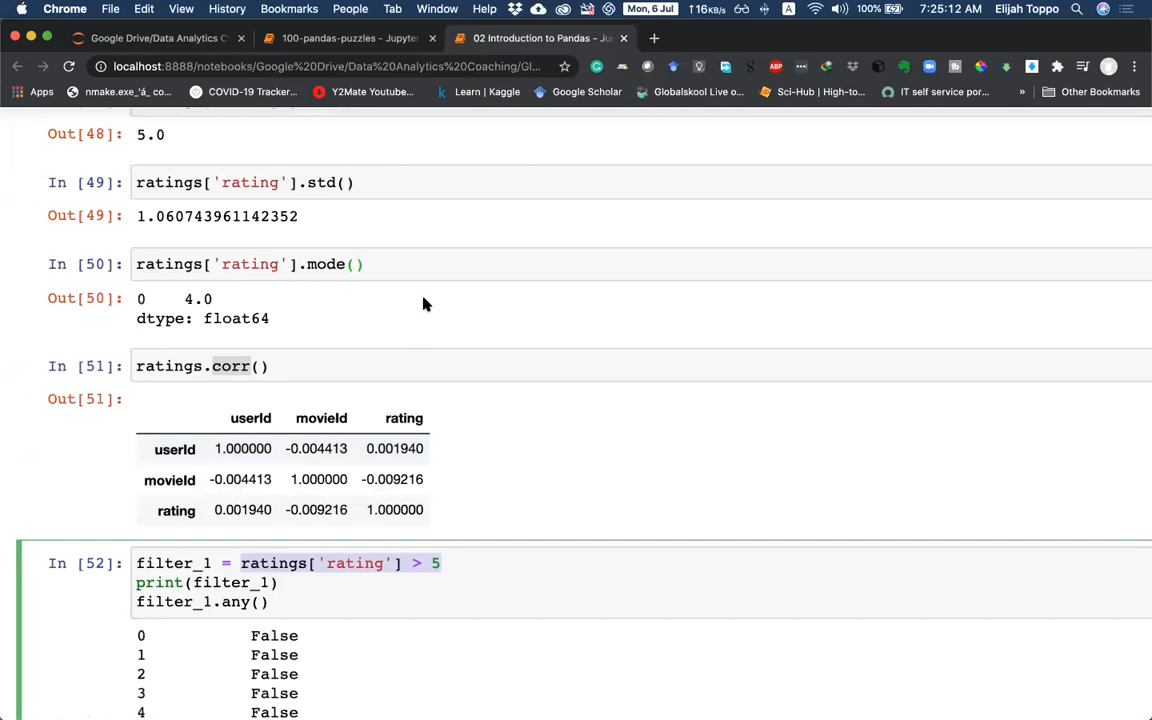 Chrome File Edit View History Bookmarks People Tab Window Help Mon, 6 Jul 116KB/s A 100% 7:25:12 AM Elijah Toppo
Google Drive/Data Analytics C × 100-pandas-puzzles - Jupyter × 02 Introduction to Pandas - Ju × +
localhost:8888/notebooks/Google%20Drive/Data%20Analytics%20Coaching/Gl...
Apps nmake.exe_'á_ co... COVID-19 Tracker... Y2Mate Youtube... Learn | Kaggle Google Scholar Globalskool Live o... Sci-Hub | High-to... IT self service por... » Other Bookmarks
Out[48]: 5.0
In [49]: ratings['rating'].std()
Out[49]: 1.060743961142352
In [50]: ratings['rating'].mode()
Out[50]: 0 4.0
dtype: float64
In [51]: ratings.corr()
Out[51]:
userId movieId rating
userId 1.000000 -0.004413 0.001940
movieId -0.004413 1.000000 -0.009216
rating 0.001940 -0.009216 1.000000
In [52]: filter_1 = ratings['rating'] > 5
print(filter_1)
filter_1.any()
0 False
1 False
2 False
3 False
4 False